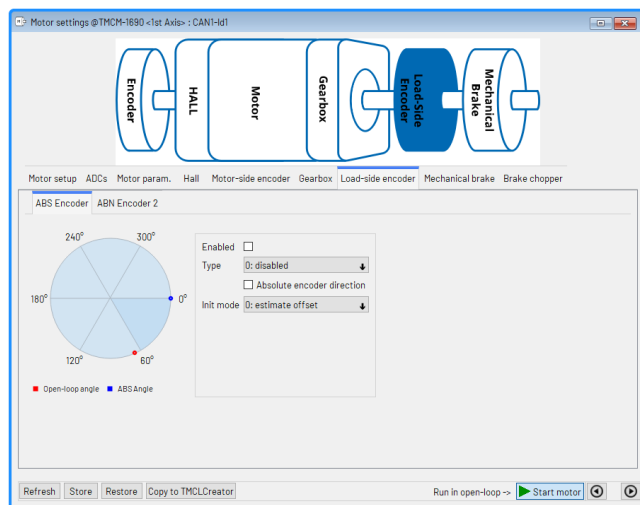 Motor settings @TMCM-1690 <1st Axis> : CAN1-Id1
Encoder
HALL
Motor
Gearbox
Load-Side
Encoder
Mechanical
Brake
Motor setup ADCs Motor param. Hall Motor-side encoder Gearbox Load-side encoder Mechanical brake Brake chopper
ABS Encoder ABN Encoder 2
240° 300°
180° 0°
120° 60°
Open-loop angle ABS Angle
Enabled
Type 0: disabled
Absolute encoder direction
Init mode 0: estimate offset
Refresh Store Restore Copy to TMCLCreator Run in open-loop -> Start motor